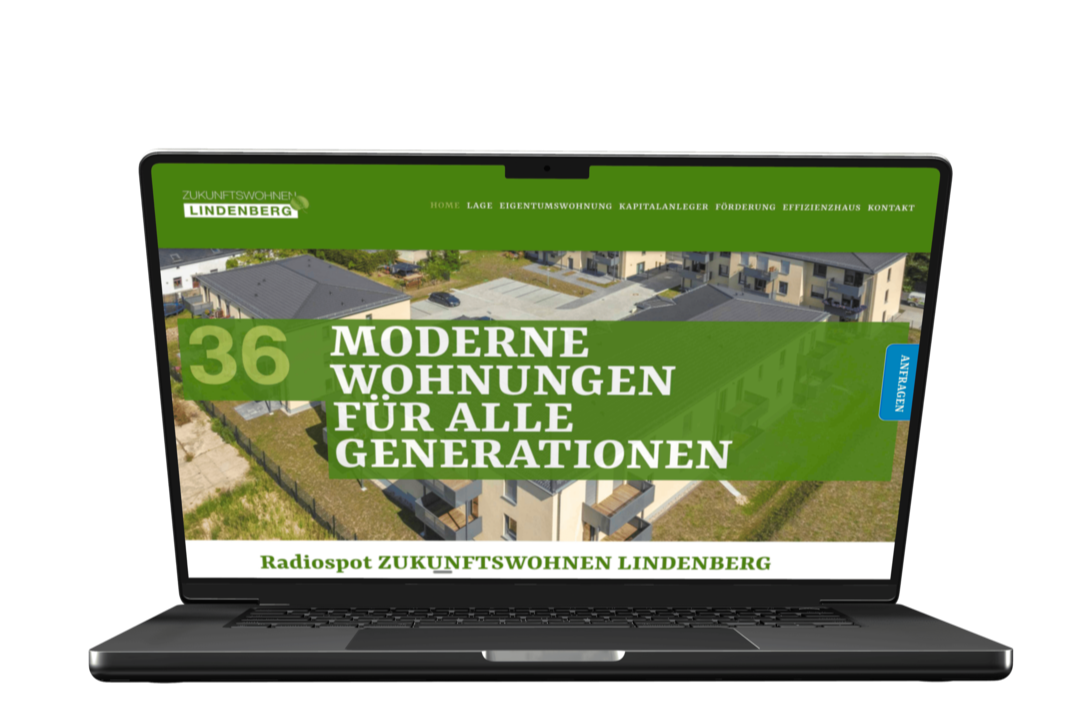 ZUKUNFTSWOHNEN
LINDENBERG
HOME LAGE EIGENTUMSWOHNUNG KAPITALANLEGER FÖRDERUNG EFFIZIENZHAUS KONTAKT
36
MODERNE
WOHNUNGEN
FÜR ALLE
GENERATIONEN
ANFRAGEN
Radiospot ZUKUNFTSWOHNEN LINDENBERG